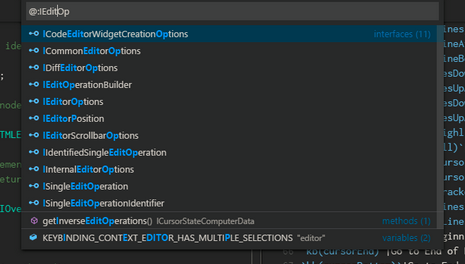 @:IEditOp
ICodeEditorWidgetCreationOptions interfaces (11)
ICommonEditorOptions
IDiffEditorOptions
IEditOperationBuilder
IEditorOptions
IEditorPosition
IEditorScrollbarOptions
IIdentifiedSingleEditOperation
IInternalEditorOptions
ISingleEditOperation
ISingleEditOperationIdentifier
getInverseEditOperations() ICursorStateComputerData methods (1)
KEYBINDING_CONTEXT_EDITOR_HAS_MULTIPLE_SELECTIONS "editor" variables (2)